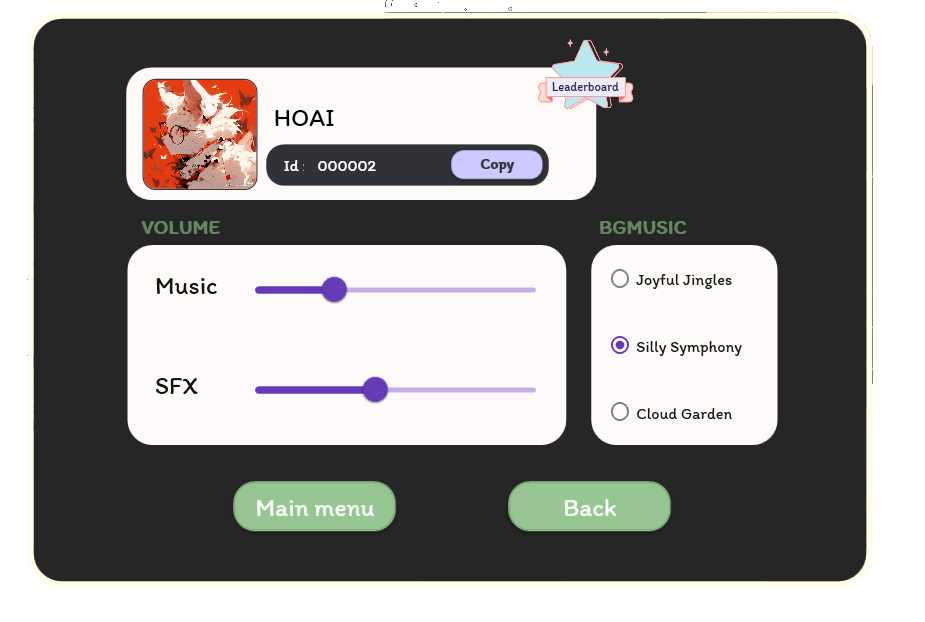 Leaderboard
HOAI
Id : 000002
Copy
VOLUME
BGMUSIC
Music
Joyful Jingles
Silly Symphony
SFX
Cloud Garden
Main menu
Back